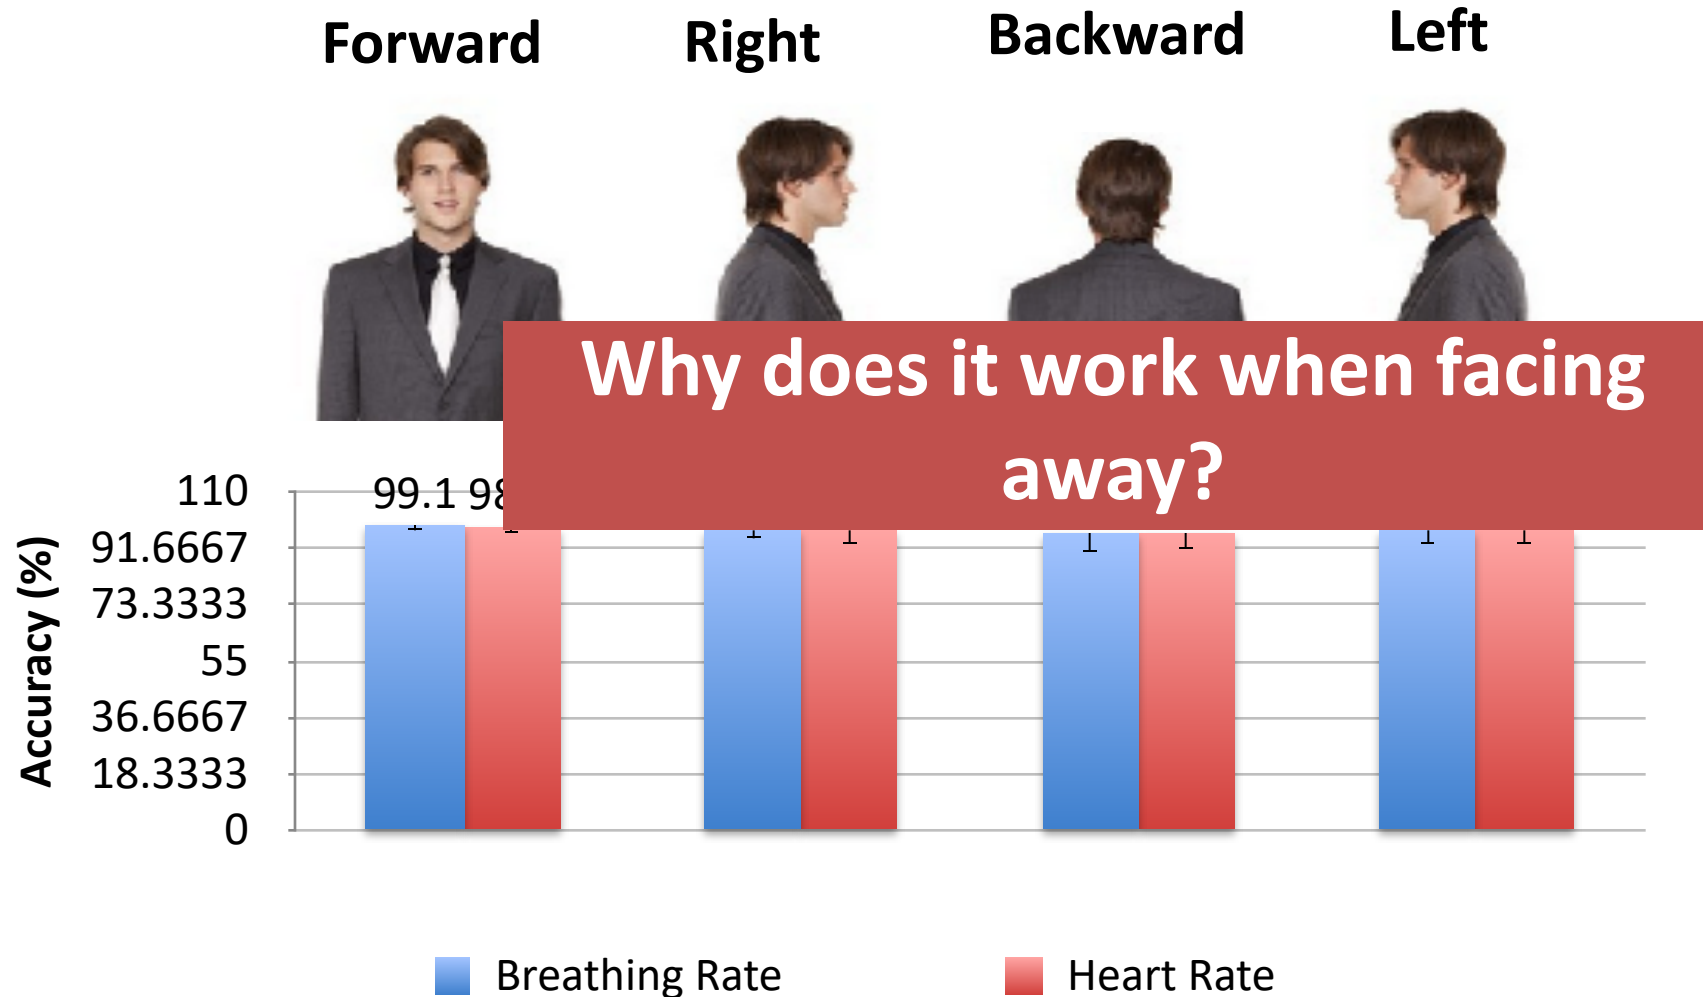 Forward Right Backward Left
Why does it work when facing
away?
99.1
110
91.6667
73.3333
55
36.6667
18.3333
0
Accuracy (%)
Breathing Rate Heart Rate